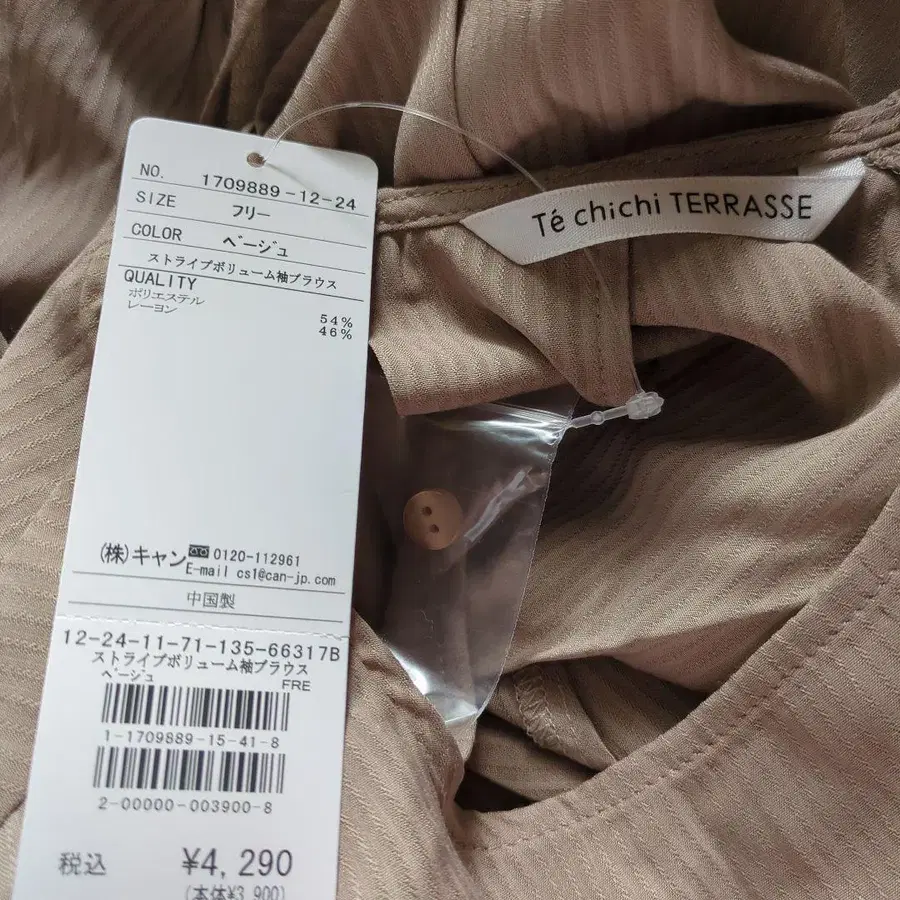 NO. 1709889-12-24
SIZE フリー
COLOR ベージュ
ストライプボリューム袖ブラウス
QUALITY
ポリエステル 54%
レーヨン 46%
(株)キャン 0120-112961
E-mail cs1@can-jp.com
中国製
12-24-11-71-135-66317B
ストライプボリューム袖ブラウス
ベージュ
FRE
1-1709889-15-41-8
2-00000-003900-8
税込 ¥4,290
(本体¥3,900)
Té chichi TERRASSE